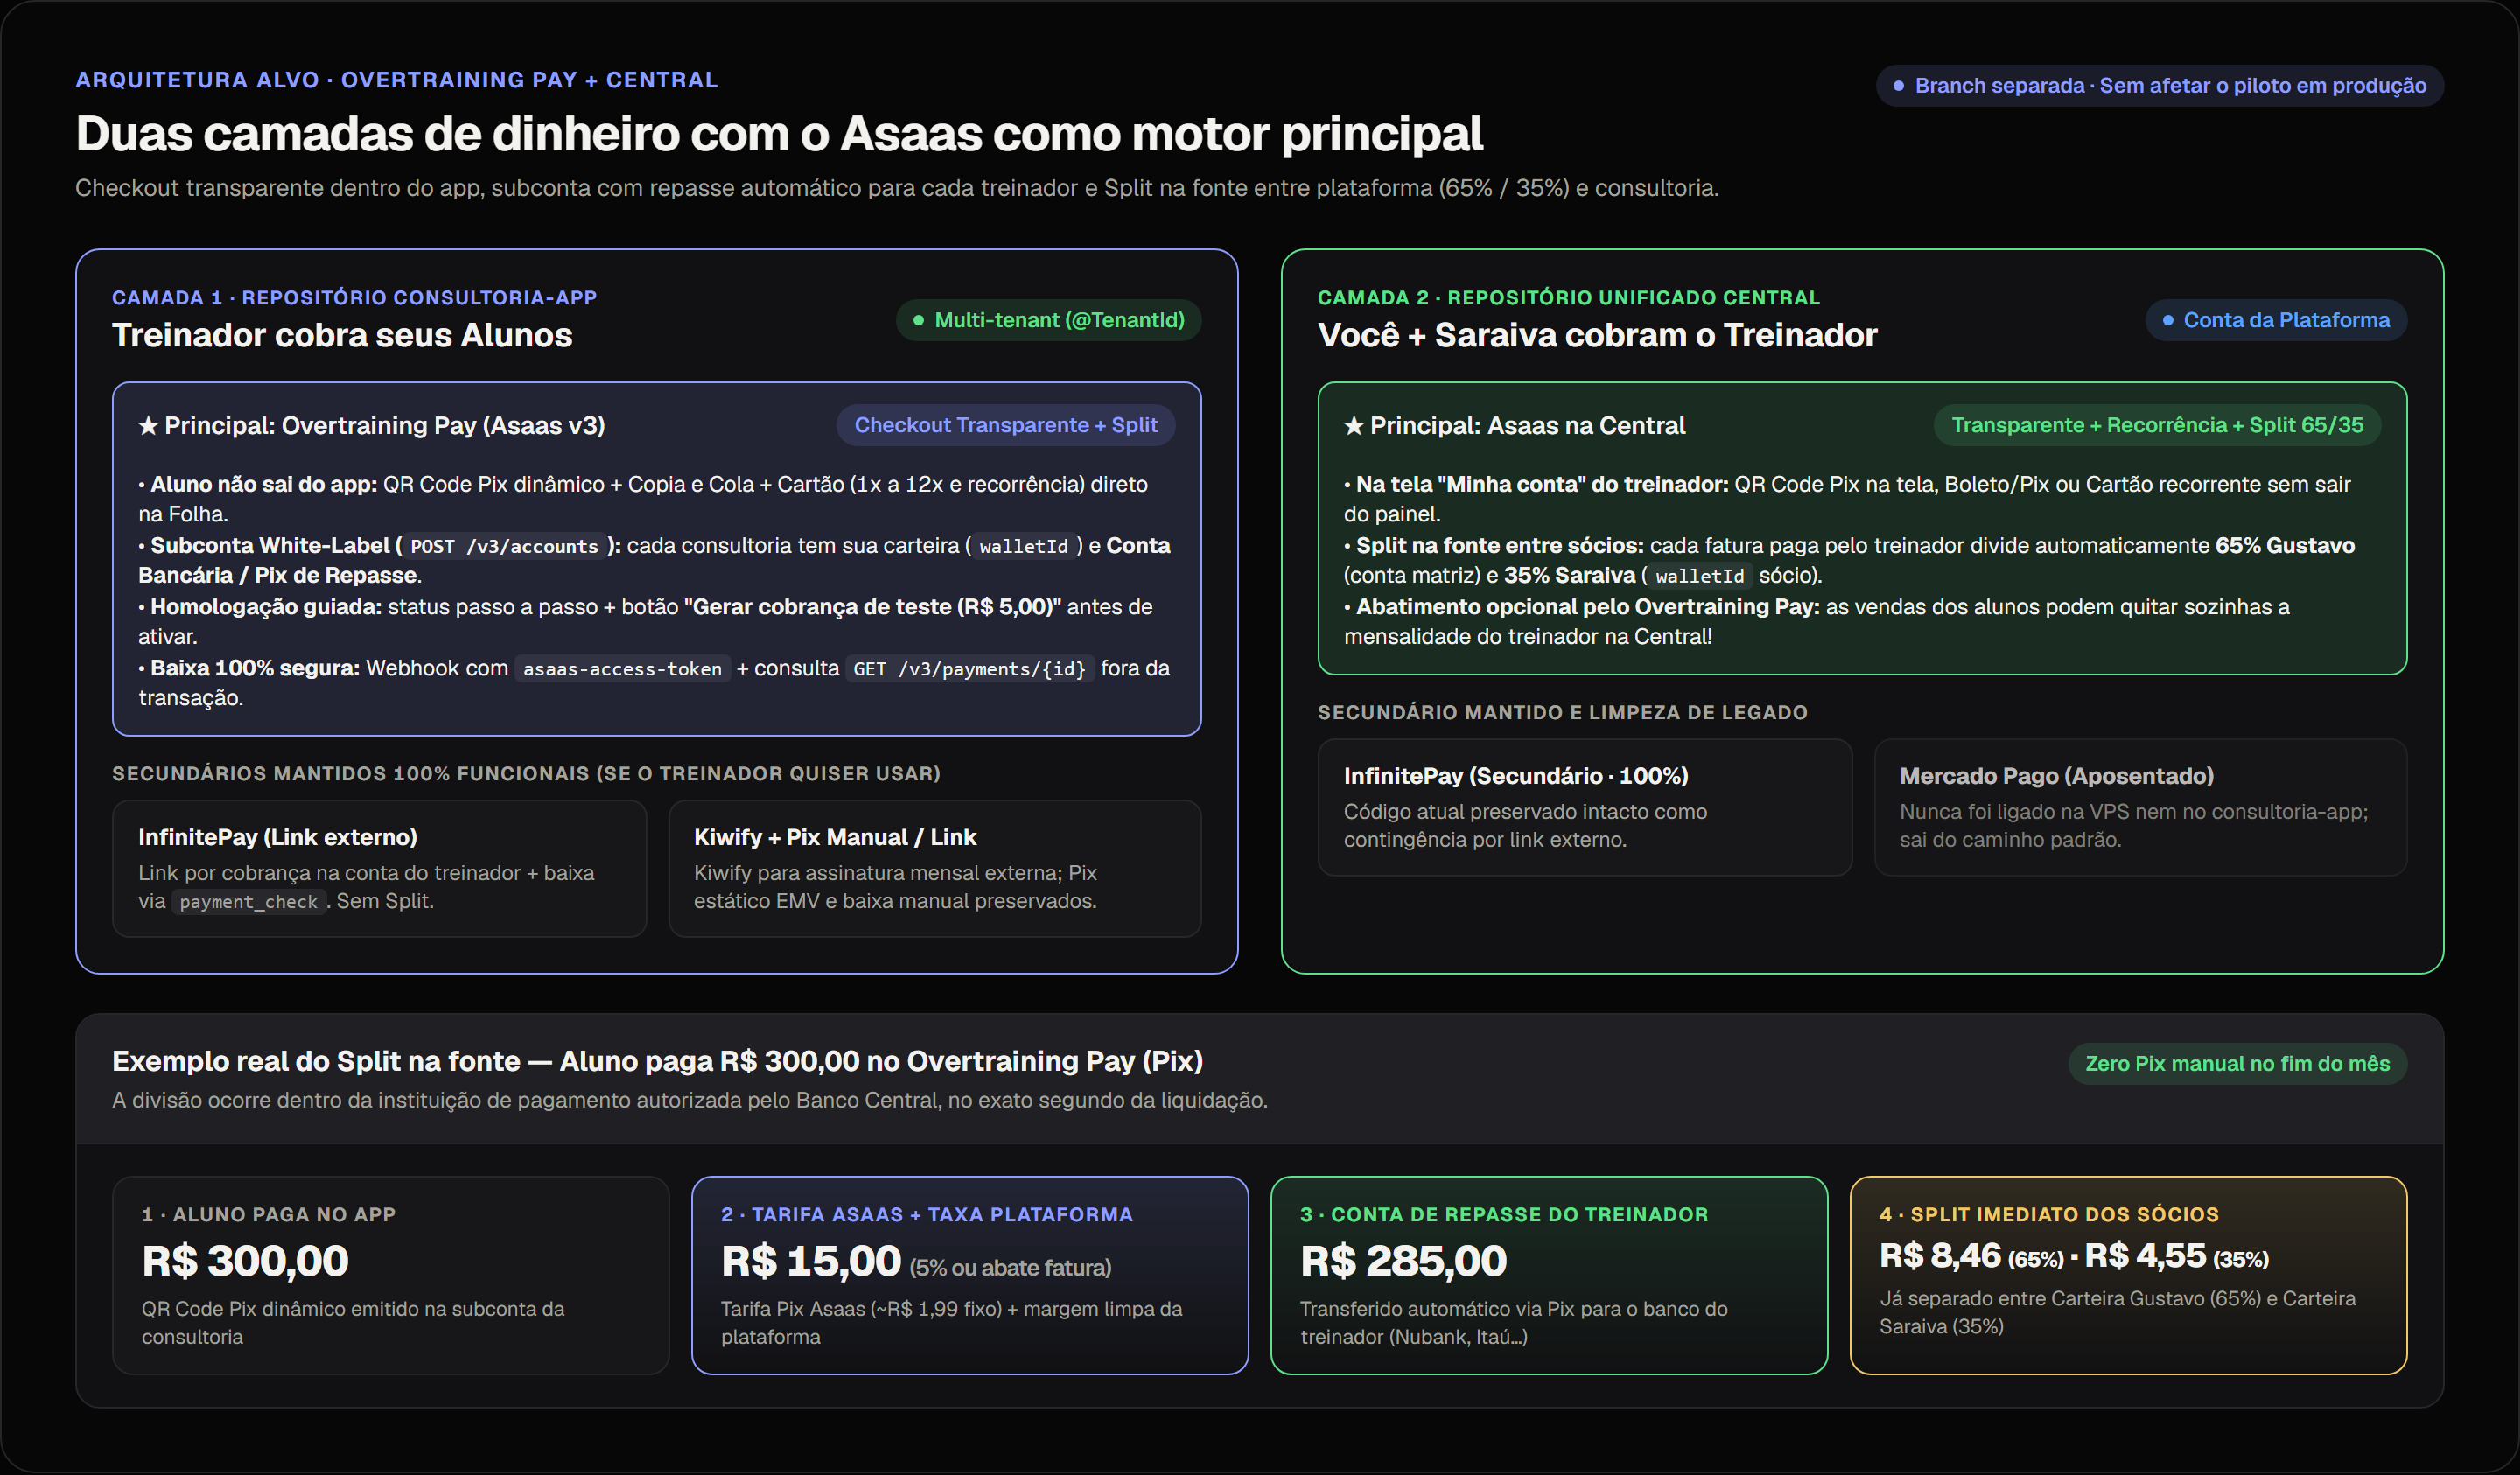 ARQUITETURA ALVO · OVERTRAINING PAY + CENTRAL
Branch separada · Sem afetar o piloto em produção
Duas camadas de dinheiro com o Asaas como motor principal
Checkout transparente dentro do app, subconta com repasse automático para cada treinador e Split na fonte entre plataforma (65% / 35%) e consultoria.
CAMADA 1 · REPOSITÓRIO CONSULTORIA-APP
Treinador cobra seus Alunos
Multi-tenant (@TenantId)
★ Principal: Overtraining Pay (Asaas v3)
Checkout Transparente + Split
• Aluno não sai do app: QR Code Pix dinâmico + Copia e Cola + Cartão (1x a 12x e recorrência) direto
na Folha.
• Subconta White-Label ( POST /v3/accounts ): cada consultoria tem sua carteira ( walletId ) e Conta
Bancária / Pix de Repasse.
• Homologação guiada: status passo a passo + botão "Gerar cobrança de teste (R$ 5,00)" antes de
ativar.
• Baixa 100% segura: Webhook com asaas-access-token + consulta GET /v3/payments/{id} fora da
transação.
SECUNDÁRIOS MANTIDOS 100% FUNCIONAIS (SE O TREINADOR QUISER USAR)
InfinitePay (Link externo)
Link por cobrança na conta do treinador + baixa
via payment_check . Sem Split.
Kiwify + Pix Manual / Link
Kiwify para assinatura mensal externa; Pix
estático EMV e baixa manual preservados.
CAMADA 2 · REPOSITÓRIO UNIFICADO CENTRAL
Você + Saraiva cobram o Treinador
Conta da Plataforma
★ Principal: Asaas na Central
Transparente + Recorrência + Split 65/35
• Na tela "Minha conta" do treinador: QR Code Pix na tela, Boleto/Pix ou Cartão recorrente sem sair
do painel.
• Split na fonte entre sócios: cada fatura paga pelo treinador divide automaticamente 65% Gustavo
(conta matriz) e 35% Saraiva ( walletId sócio).
• Abatimento opcional pelo Overtraining Pay: as vendas dos alunos podem quitar sozinhas a
mensalidade do treinador na Central!
SECUNDÁRIO MANTIDO E LIMPEZA DE LEGADO
InfinitePay (Secundário · 100%)
Código atual preservado intacto como
contingência por link externo.
Mercado Pago (Aposentado)
Nunca foi ligado na VPS nem no consultoria-app;
sai do caminho padrão.
Exemplo real do Split na fonte — Aluno paga R$ 300,00 no Overtraining Pay (Pix)
A divisão ocorre dentro da instituição de pagamento autorizada pelo Banco Central, no exato segundo da liquidação.
Zero Pix manual no fim do mês
1 · ALUNO PAGA NO APP
R$ 300,00
QR Code Pix dinâmico emitido na subconta da
consultoria
2 · TARIFA ASAAS + TAXA PLATAFORMA
R$ 15,00 (5% ou abate fatura)
Tarifa Pix Asaas (~R$ 1,99 fixo) + margem limpa da
plataforma
3 · CONTA DE REPASSE DO TREINADOR
R$ 285,00
Transferido automático via Pix para o banco do
treinador (Nubank, Itaú...)
4 · SPLIT IMEDIATO DOS SÓCIOS
R$ 8,46 (65%) · R$ 4,55 (35%)
Já separado entre Carteira Gustavo (65%) e Carteira
Saraiva (35%)